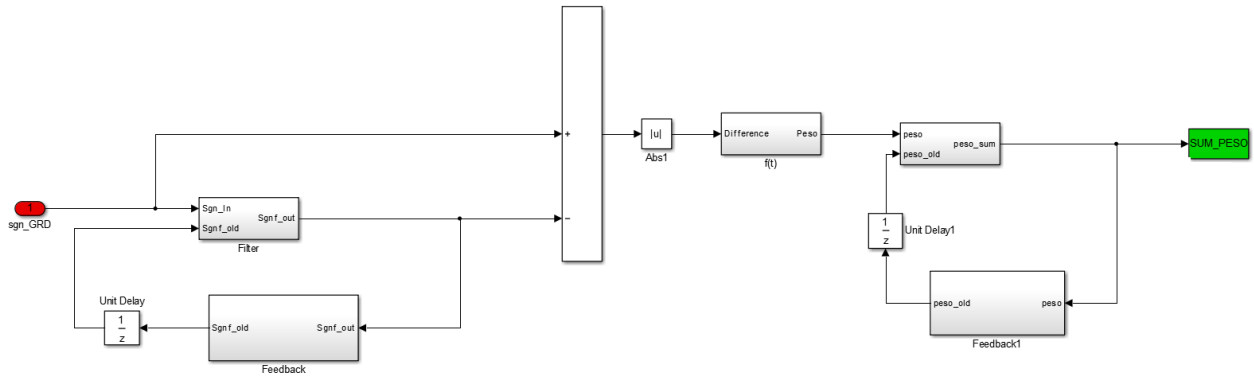 1
sgn_GRD
Sgn_In
Sgnf_old
Sgnf_out
Filter
Unit Delay
1
z
Sgnf_old
Sgnf_out
Feedback
+
−
|u|
Abs1
Difference
Peso
f(t)
peso
peso_old
peso_sum
1
z
Unit Delay1
peso_old
peso
Feedback1
SUM_PESO